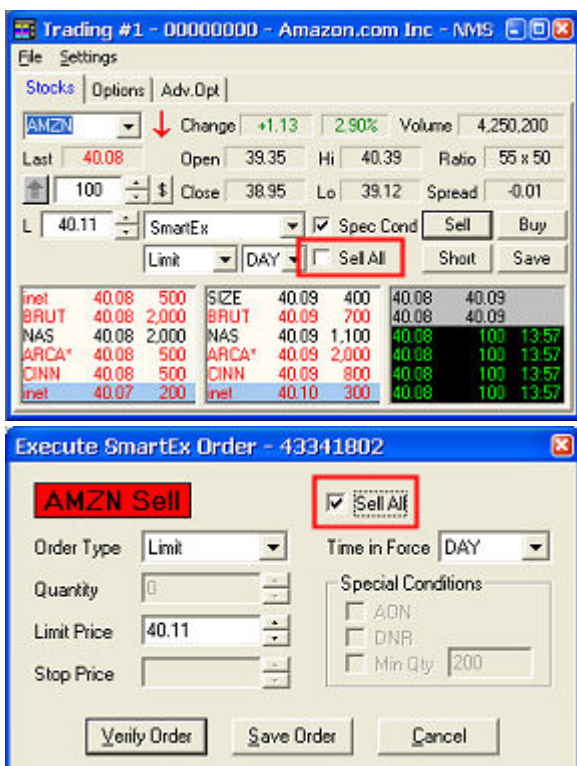 Trading #1 - 00000000 - Amazon.com Inc - NMS
File Settings
Stocks Options Adv.Opt
AMZN Change +1.13 2.90% Volume 4,250,200
Last 40.08 Open 39.35 Hi 40.39 Ratio 55 x 50
100 $ Close 38.95 Lo 39.12 Spread -0.01
L 40.11 SmartEx Spec Cond Sell Buy
Limit DAY Sell All Short Save
inet 40.08 500 SIZE 40.09 400 40.08 40.09
BRUT 40.08 2,000 BRUT 40.09 700 40.08 40.09
NAS 40.08 2,000 NAS 40.09 1,100 40.08 100 13:57
ARCA* 40.08 500 ARCA* 40.09 2,000 40.08 100 13:57
CINN 40.08 500 CINN 40.09 800 40.08 100 13:57
inet 40.07 200 inet 40.10 300 40.08 100 13:57
Execute SmartEx Order - 43341802
AMZN Sell Sell All
Order Type Limit Time in Force DAY
Quantity 0 Special Conditions
AON
Limit Price 40.11 DNR
Stop Price Min Qty 200
Verify Order Save Order Cancel